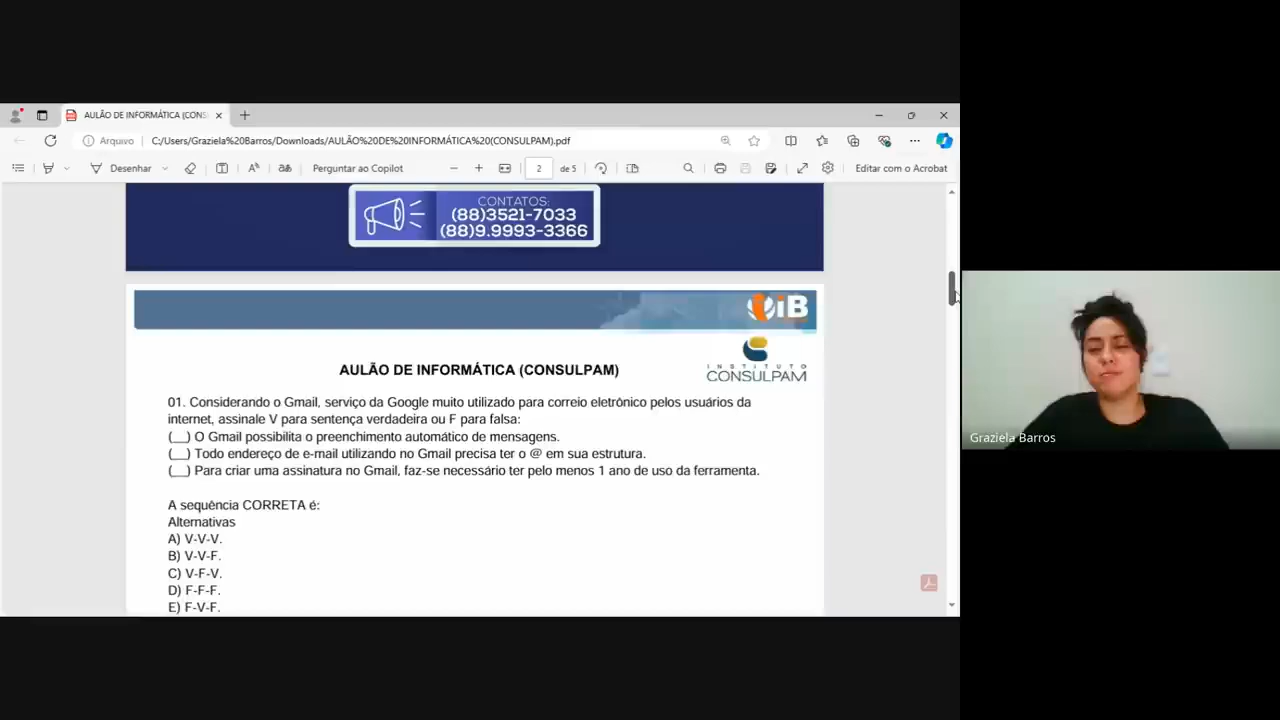 AULÃO DE INFORMÁTICA (CONS
Arquivo
C:/Users/Graziela%20Barros/Downloads/AULÃO%20DE%20INFORMÁTICA%20(CONSULPAM).pdf
Desenhar
Perguntar ao Copilot
2
de 5
Editar com o Acrobat
CONTATOS:
(88)3521-7033
(88)9.9993-3366
iB
INSTITUTO
CONSULPAM
AULÃO DE INFORMÁTICA (CONSULPAM)
01. Considerando o Gmail, serviço da Google muito utilizado para correio eletrônico pelos usuários da
internet, assinale V para sentença verdadeira ou F para falsa:
(__) O Gmail possibilita o preenchimento automático de mensagens.
(__) Todo endereço de e-mail utilizando no Gmail precisa ter o @ em sua estrutura.
(__) Para criar uma assinatura no Gmail, faz-se necessário ter pelo menos 1 ano de uso da ferramenta.
A sequência CORRETA é:
Alternativas
A) V-V-V.
B) V-V-F.
C) V-F-V.
D) F-F-F.
E) F-V-F.
Graziela Barros